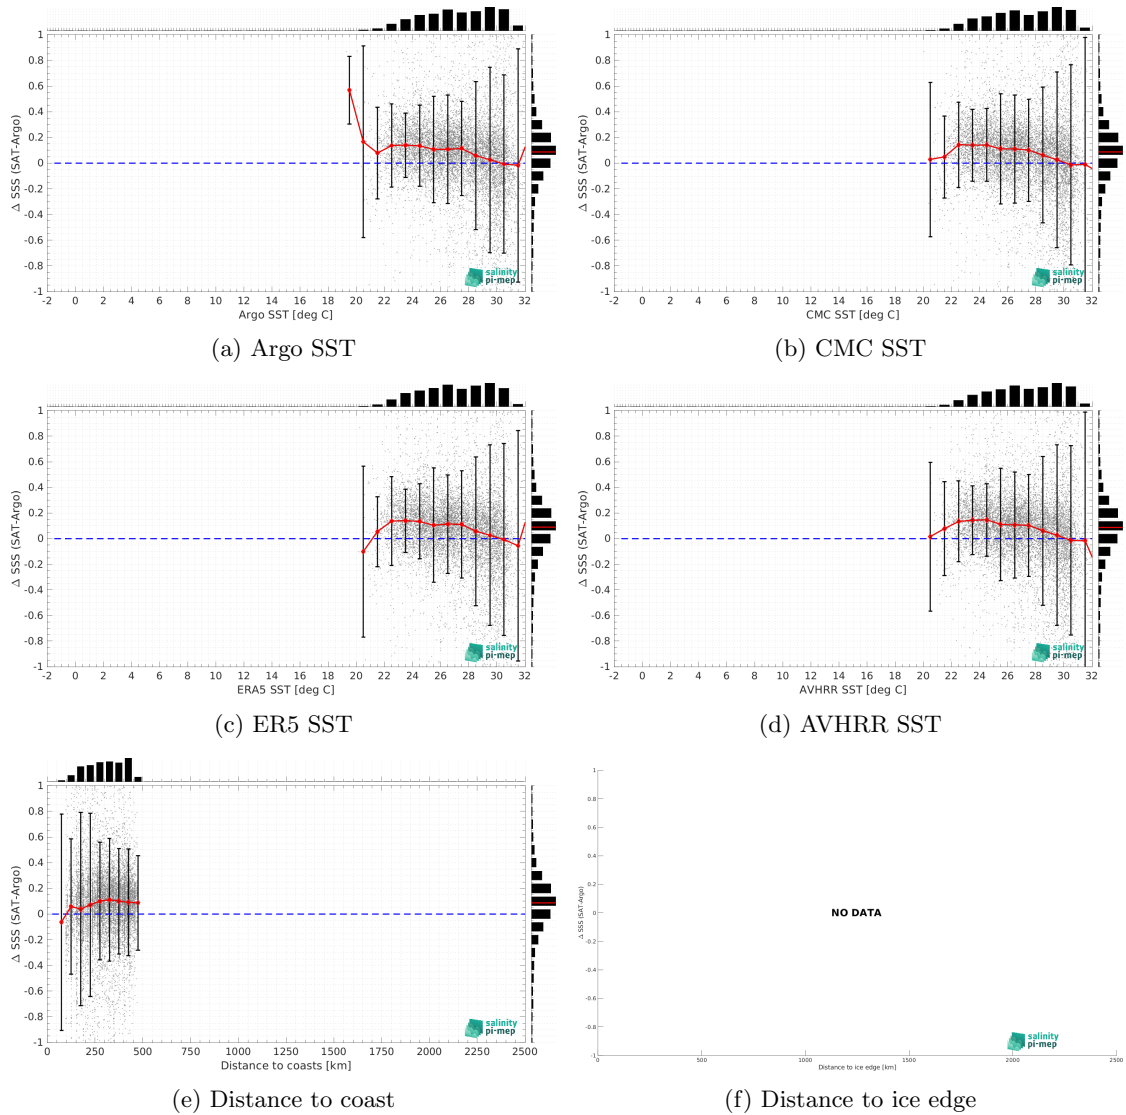 1
0.8
0.6
0.4
0.2
0
-0.2
-0.4
-0.6
-0.8
-1
Δ SSS (SAT-Argo)
-2 0 2 4 6 8 10 12 14 16 18 20 22 24 26 28 30 32
Argo SST [deg C]
salinity
pi-mep
(a) Argo SST
1
0.8
0.6
0.4
0.2
0
-0.2
-0.4
-0.6
-0.8
-1
Δ SSS (SAT-Argo)
-2 0 2 4 6 8 10 12 14 16 18 20 22 24 26 28 30 32
CMC SST [deg C]
salinity
pi-mep
(b) CMC SST
1
0.8
0.6
0.4
0.2
0
-0.2
-0.4
-0.6
-0.8
-1
Δ SSS (SAT-Argo)
-2 0 2 4 6 8 10 12 14 16 18 20 22 24 26 28 30 32
ERA5 SST [deg C]
salinity
pi-mep
(c) ER5 SST
1
0.8
0.6
0.4
0.2
0
-0.2
-0.4
-0.6
-0.8
-1
Δ SSS (SAT-Argo)
-2 0 2 4 6 8 10 12 14 16 18 20 22 24 26 28 30 32
AVHRR SST [deg C]
salinity
pi-mep
(d) AVHRR SST
1
0.8
0.6
0.4
0.2
0
-0.2
-0.4
-0.6
-0.8
-1
Δ SSS (SAT-Argo)
0 250 500 750 1000 1250 1500 1750 2000 2250 2500
Distance to coasts [km]
salinity
pi-mep
(e) Distance to coast
1
0.8
0.6
0.4
0.2
0
-0.2
-0.4
-0.6
-0.8
-1
Δ SSS (SAT-Argo)
NO DATA
0 500 1000 1500 2000 2500
Distance to ice edge [km]
salinity
pi-mep
(f) Distance to ice edge